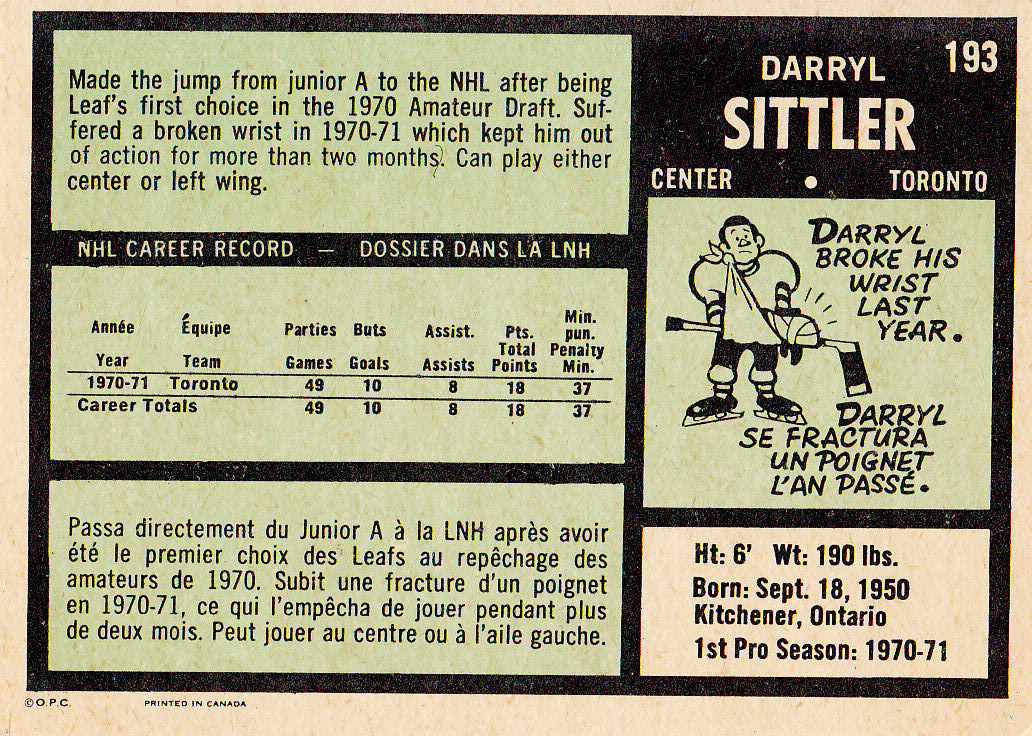 Made the jump from junior A to the NHL after being
Leaf's first choice in the 1970 Amateur Draft. Suf-
fered a broken wrist in 1970-71 which kept him out
of action for more than two months. Can play either
center or left wing.
NHL CAREER RECORD — DOSSIER DANS LA LNH
Année Équipe Parties Buts Assist. Pts. Min. pun.
Year Team Games Goals Assists Total Points Penalty Min.
1970-71 Toronto 49 10 8 18 37
Career Totals 49 10 8 18 37
Passa directement du Junior A à la LNH après avoir
été le premier choix des Leafs au repêchage des
amateurs de 1970. Subit une fracture d'un poignet
en 1970-71, ce qui l'empêcha de jouer pendant plus
de deux mois. Peut jouer au centre ou à l'aile gauche.
193
DARRYL
SITTLER
CENTER • TORONTO
DARRYL
BROKE HIS
WRIST
LAST
YEAR.
DARRYL
SE FRACTURA
UN POIGNET
L'AN PASSÉ.
Ht: 6' Wt: 190 lbs.
Born: Sept. 18, 1950
Kitchener, Ontario
1st Pro Season: 1970-71
©O.P.C. PRINTED IN CANADA